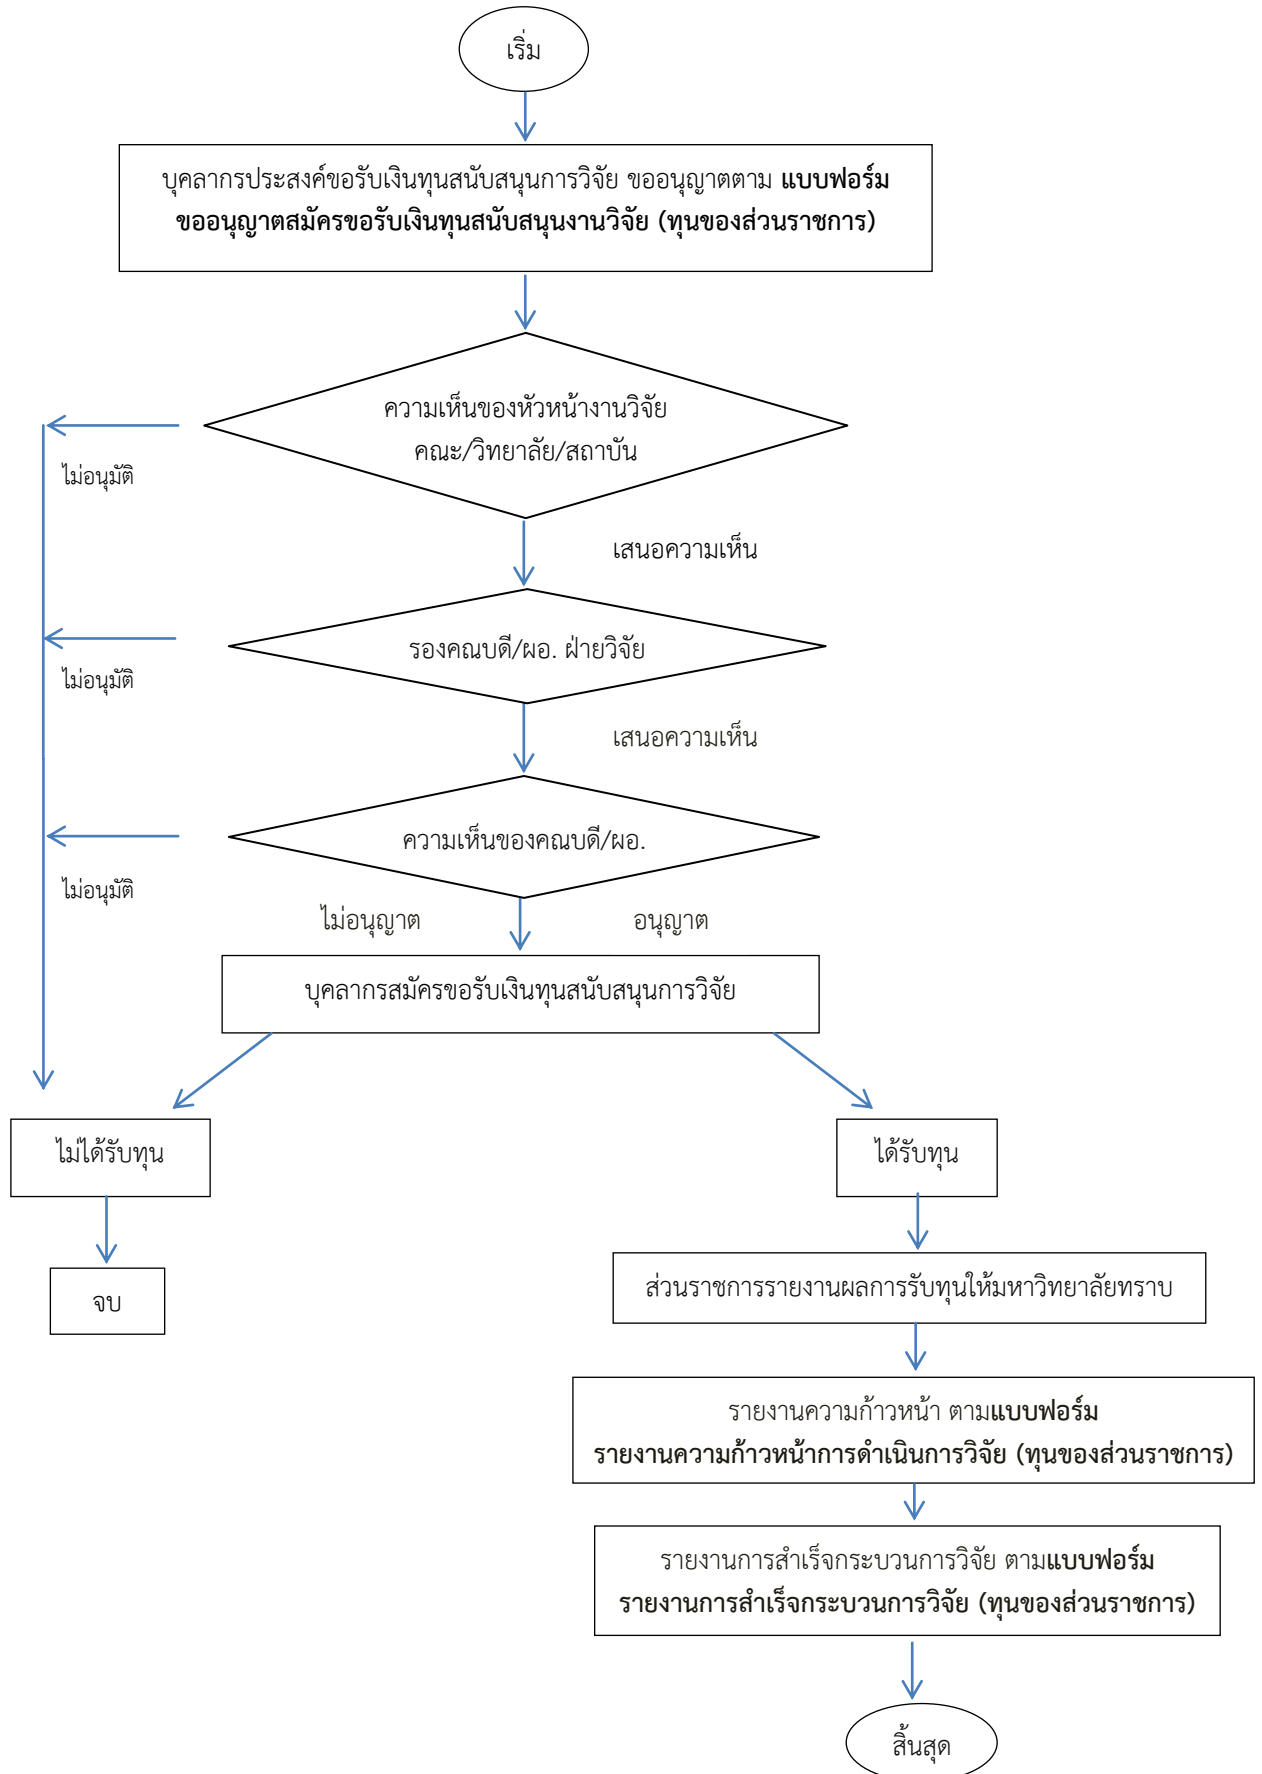 เริ่ม
บุคลากรประสงค์ขอรับเงินทุนสนับสนุนการวิจัย ขออนุญาตตาม แบบฟอร์ม
ขออนุญาตสมัครขอรับเงินทุนสนับสนุนงานวิจัย (ทุนของส่วนราชการ)
ความเห็นของหัวหน้างานวิจัย
คณะ/วิทยาลัย/สถาบัน
ไม่อนุมัติ
เสนอความเห็น
รองคณบดี/ผอ. ฝ่ายวิจัย
ไม่อนุมัติ
เสนอความเห็น
ความเห็นของคณบดี/ผอ.
ไม่อนุมัติ
ไม่อนุญาต
อนุญาต
บุคลากรสมัครขอรับเงินทุนสนับสนุนการวิจัย
ไม่ได้รับทุน
ได้รับทุน
ส่วนราชการรายงานผลการรับทุนให้มหาวิทยาลัยทราบ
จบ
รายงานความก้าวหน้า ตามแบบฟอร์ม
รายงานความก้าวหน้าการดำเนินการวิจัย (ทุนของส่วนราชการ)
รายงานการสำเร็จกระบวนการวิจัย ตามแบบฟอร์ม
รายงานการสำเร็จกระบวนการวิจัย (ทุนของส่วนราชการ)
สิ้นสุด